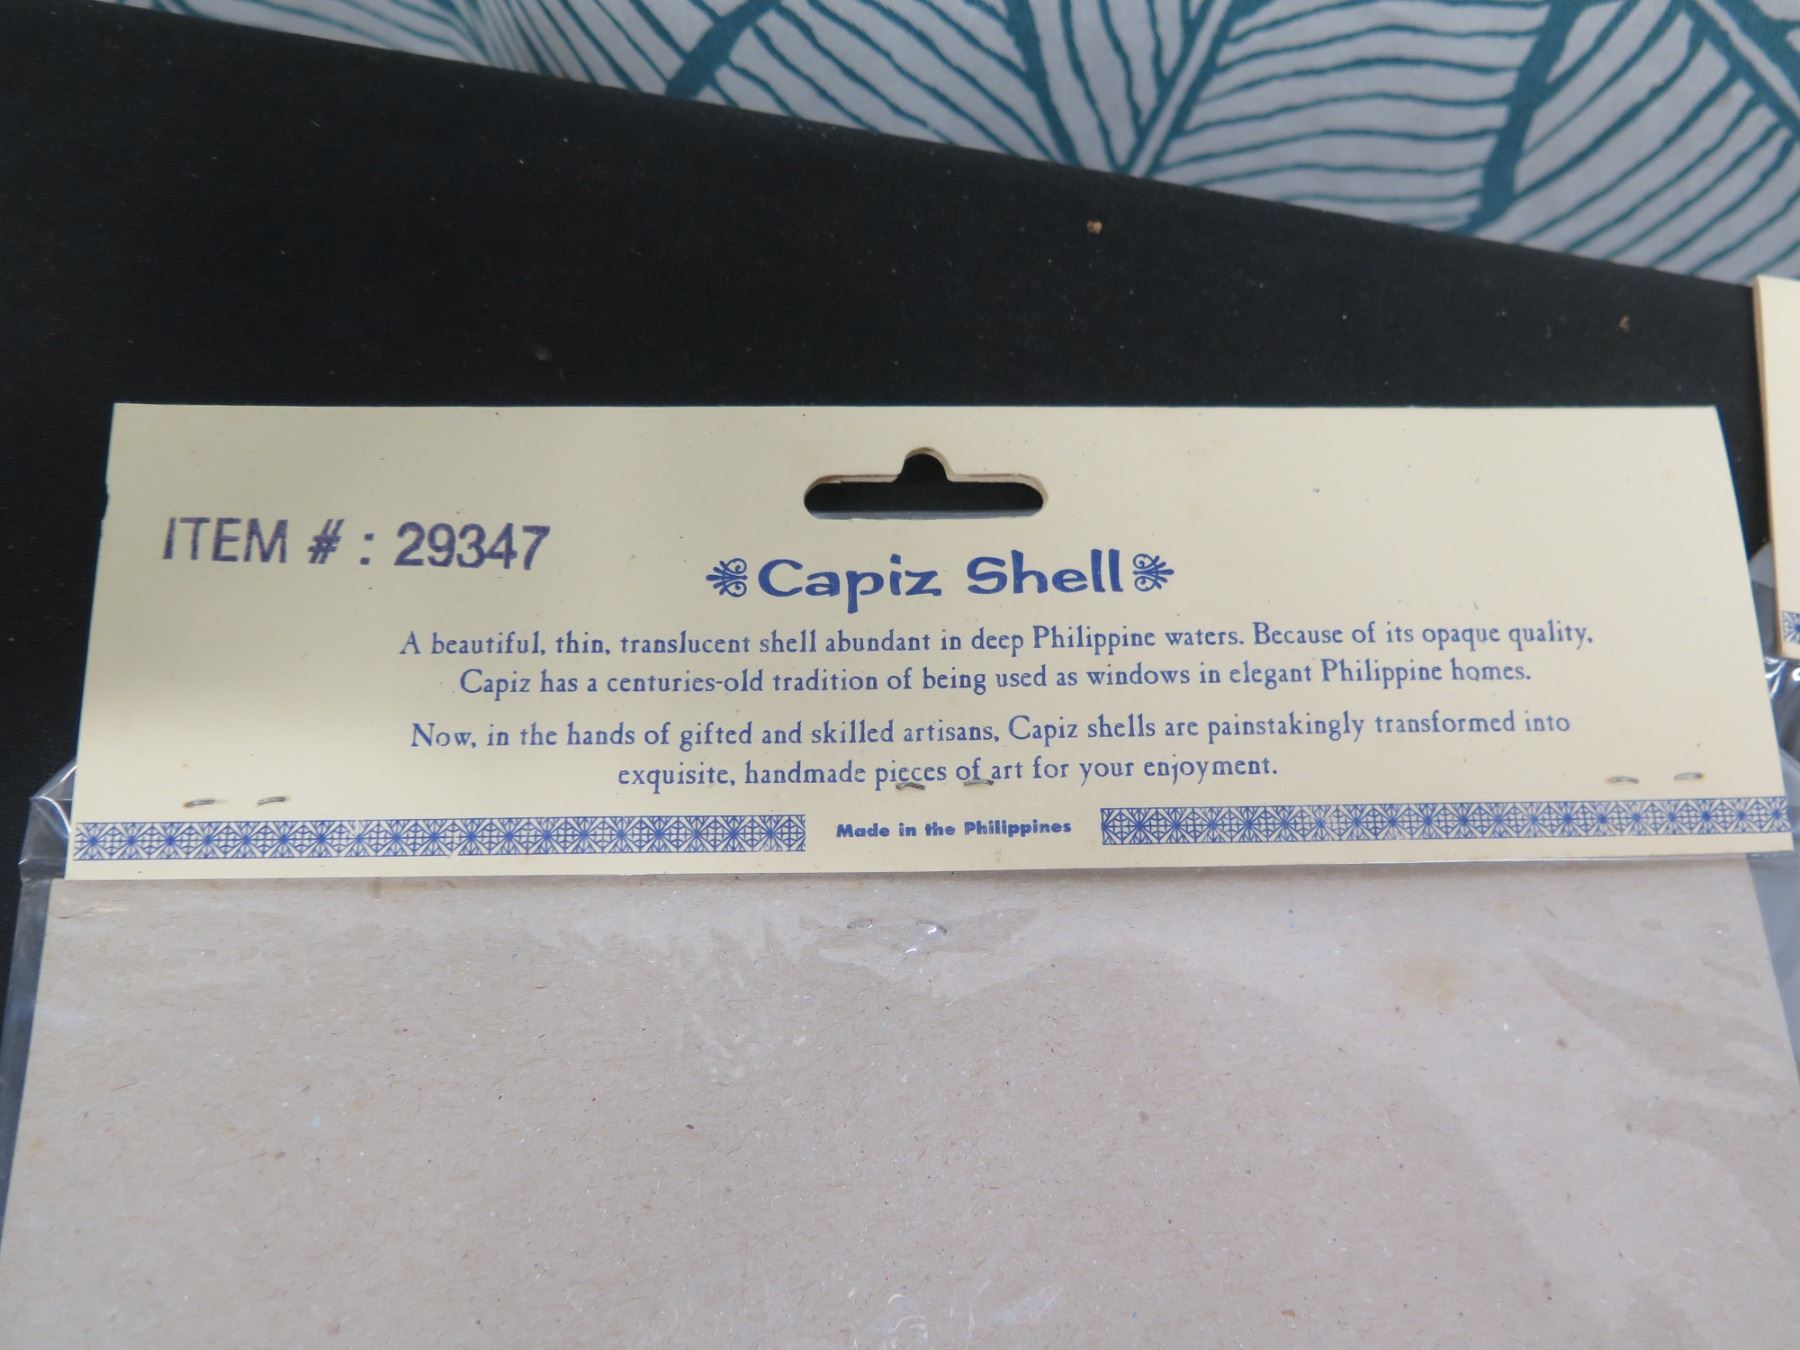 ITEM # : 29347
Capiz Shell
A beautiful, thin, translucent shell abundant in deep Philippine waters. Because of its opaque quality,
Capiz has a centuries-old tradition of being used as windows in elegant Philippine homes.
Now, in the hands of gifted and skilled artisans, Capiz shells are painstakingly transformed into
exquisite, handmade pieces of art for your enjoyment.
Made in the Philippines